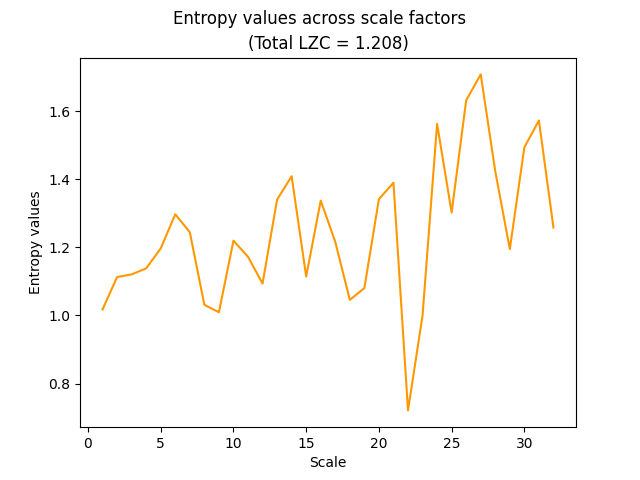 Entropy values across scale factors
(Total LZC = 1.208)
1.6
1.4
1.2
1.0
0.8
Entropy values
0 5 10 15 20 25 30
Scale